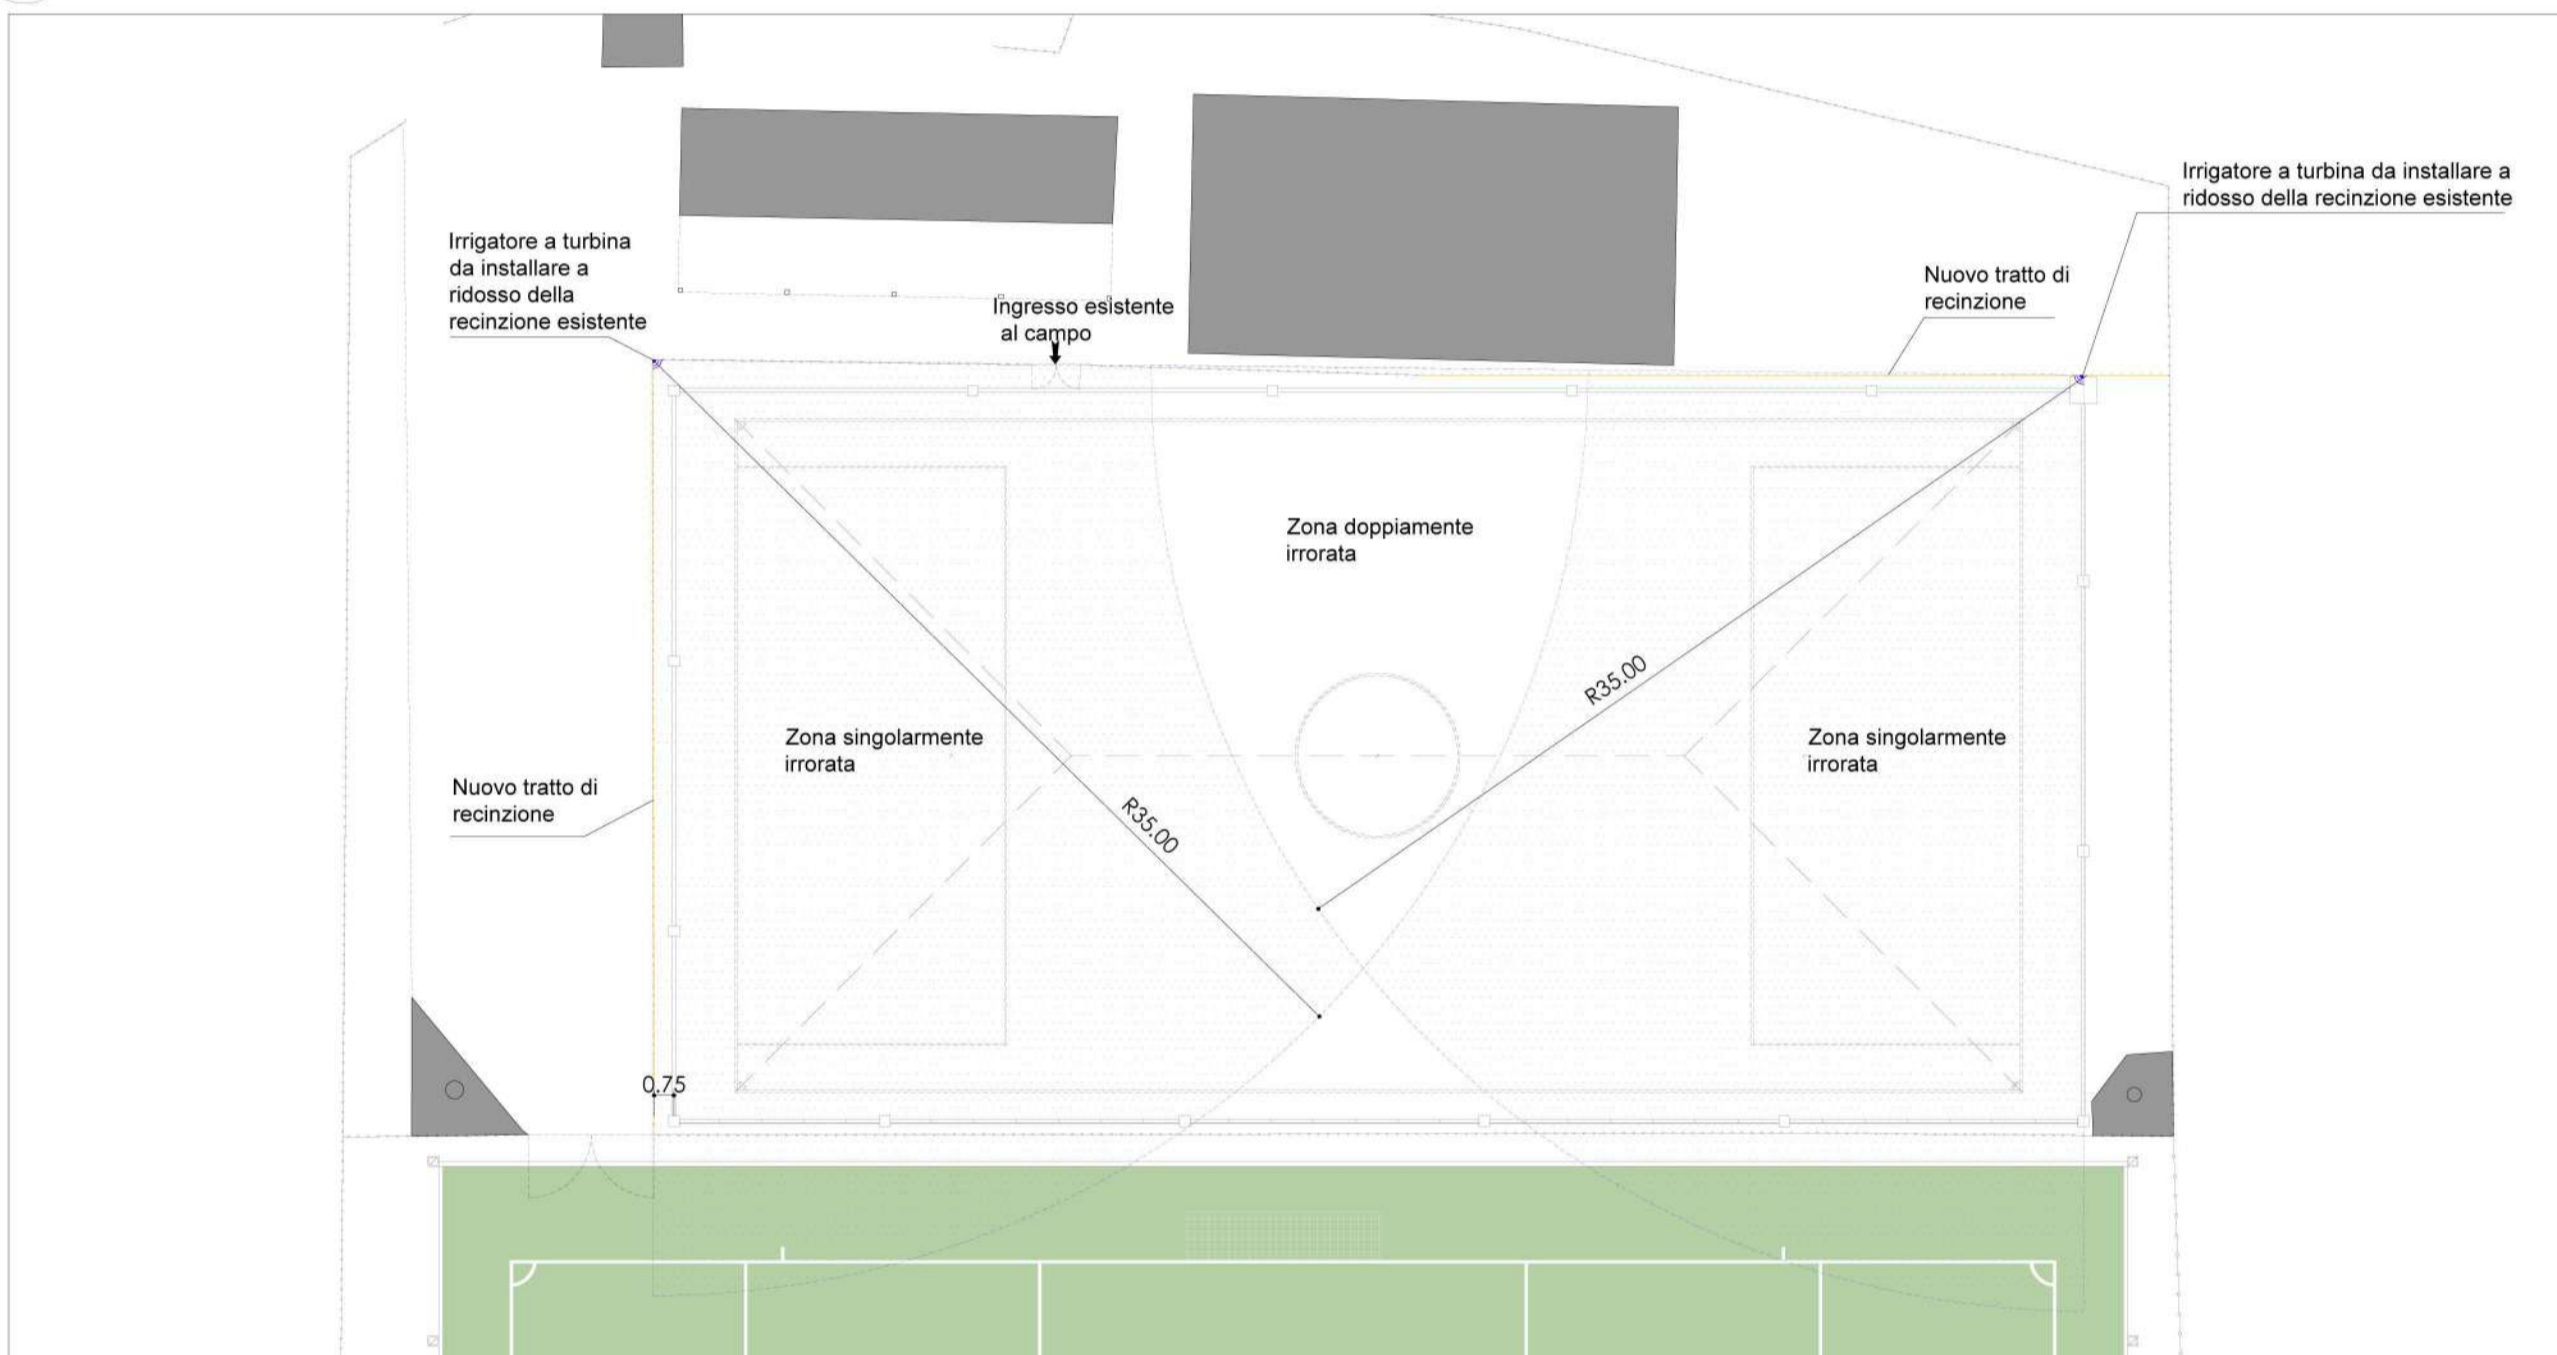 Irrigatore a turbina da installare a
ridosso della recinzione esistente
Irrigatore a turbina
da installare a
ridosso della
recinzione esistente
Nuovo tratto di
recinzione
Ingresso esistente
al campo
Zona doppiamente
irrorata
R35.00
Zona singolarmente
irrorata
Zona singolarmente
irrorata
R35.00
Nuovo tratto di
recinzione
0.75